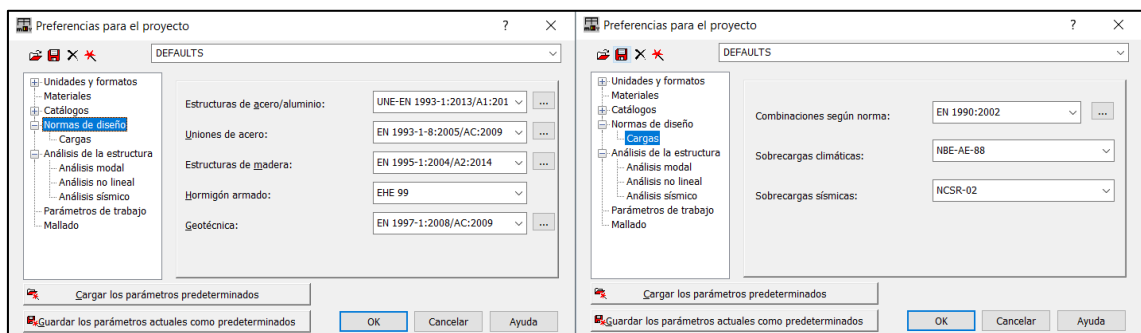 Preferencias para el proyecto
?
×
DEFAULTS
Unidades y formatos
Materiales
Catálogos
Normas de diseño
Cargas
Análisis de la estructura
Análisis modal
Análisis no lineal
Análisis sísmico
Parámetros de trabajo
Mallado
Estructuras de acero/aluminio:
UNE-EN 1993-1:2013/A1:201
...
Uniones de acero:
EN 1993-1-8:2005/AC:2009
...
Estructuras de madera:
EN 1995-1:2004/A2:2014
...
Hormigón armado:
EHE 99
Geotécnica:
EN 1997-1:2008/AC:2009
...
Cargar los parámetros predeterminados
Guardar los parámetros actuales como predeterminados
OK
Cancelar
Ayuda
Preferencias para el proyecto
?
×
DEFAULTS
Unidades y formatos
Materiales
Catálogos
Normas de diseño
Cargas
Análisis de la estructura
Análisis modal
Análisis no lineal
Análisis sísmico
Parámetros de trabajo
Mallado
Combinaciones según norma:
EN 1990:2002
...
Sobrecargas climáticas:
NBE-AE-88
Sobrecargas sísmicas:
NCSR-02
Cargar los parámetros predeterminados
Guardar los parámetros actuales como predeterminados
OK
Cancelar
Ayuda